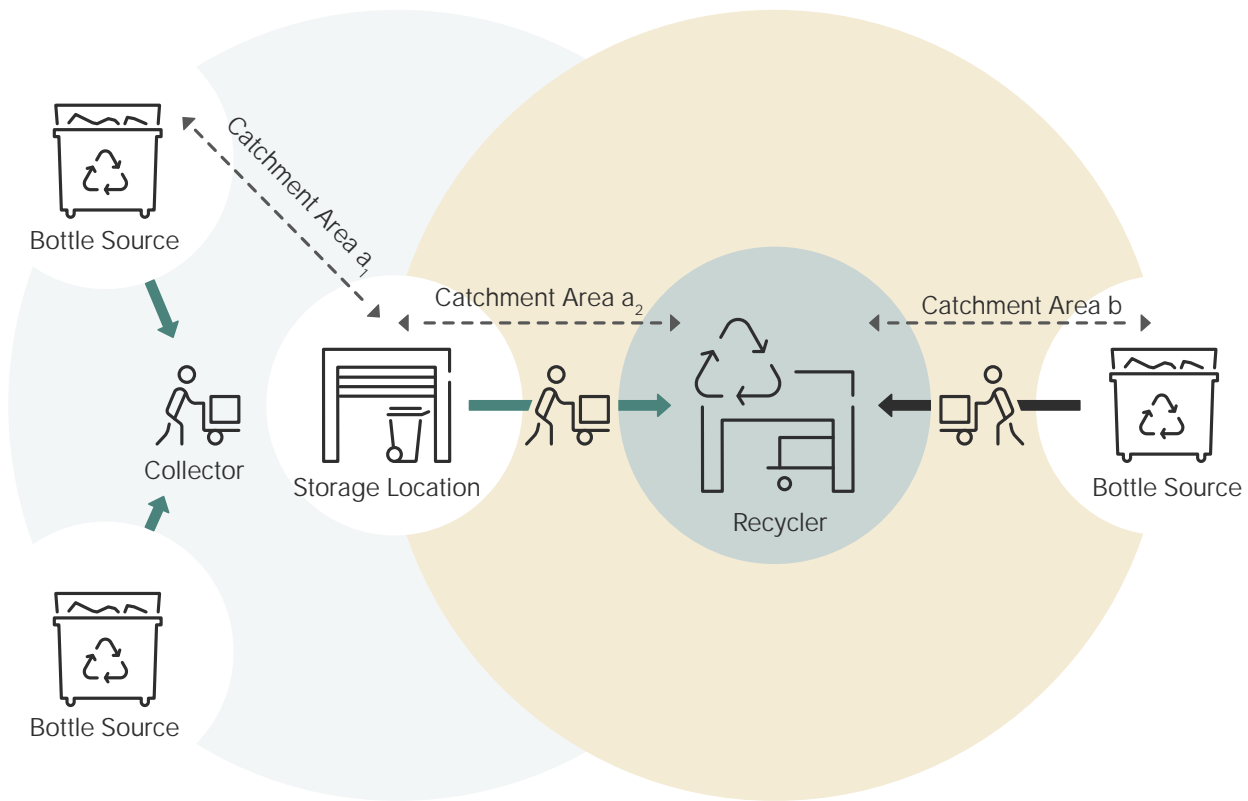 Bottle Source
Catchment Area a₁
Collector
Bottle Source
Storage Location
Catchment Area a₂
Recycler
Catchment Area b
Bottle Source